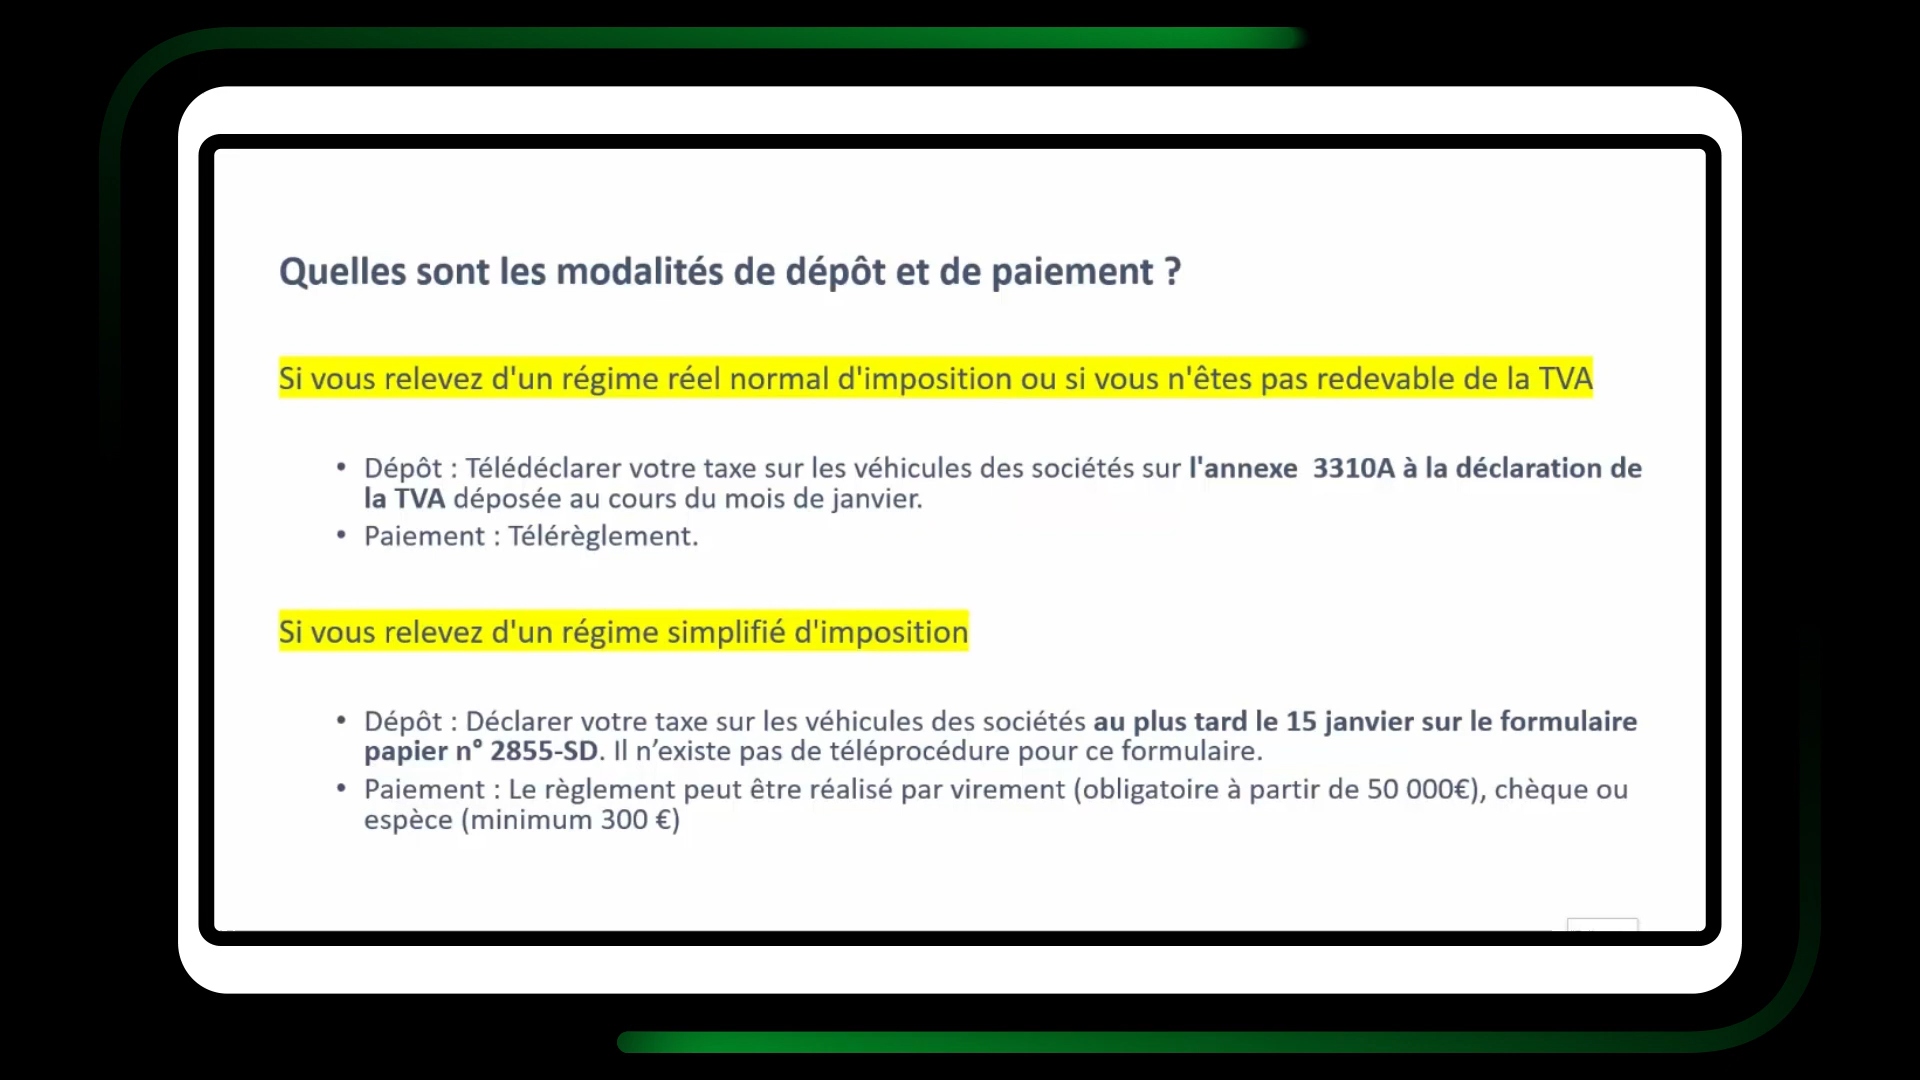 Quelles sont les modalités de dépôt et de paiement ?
Si vous relevez d'un régime réel normal d'imposition ou si vous n'êtes pas redevable de la TVA
• Dépôt : Télédéclarer votre taxe sur les véhicules des sociétés sur l'annexe  3310A à la déclaration de
la TVA déposée au cours du mois de janvier.
• Paiement : Télérèglement.
Si vous relevez d'un régime simplifié d'imposition
• Dépôt : Déclarer votre taxe sur les véhicules des sociétés au plus tard le 15 janvier sur le formulaire
papier n° 2855-SD. Il n’existe pas de téléprocédure pour ce formulaire.
• Paiement : Le règlement peut être réalisé par virement (obligatoire à partir de 50 000€), chèque ou
espèce (minimum 300 €)